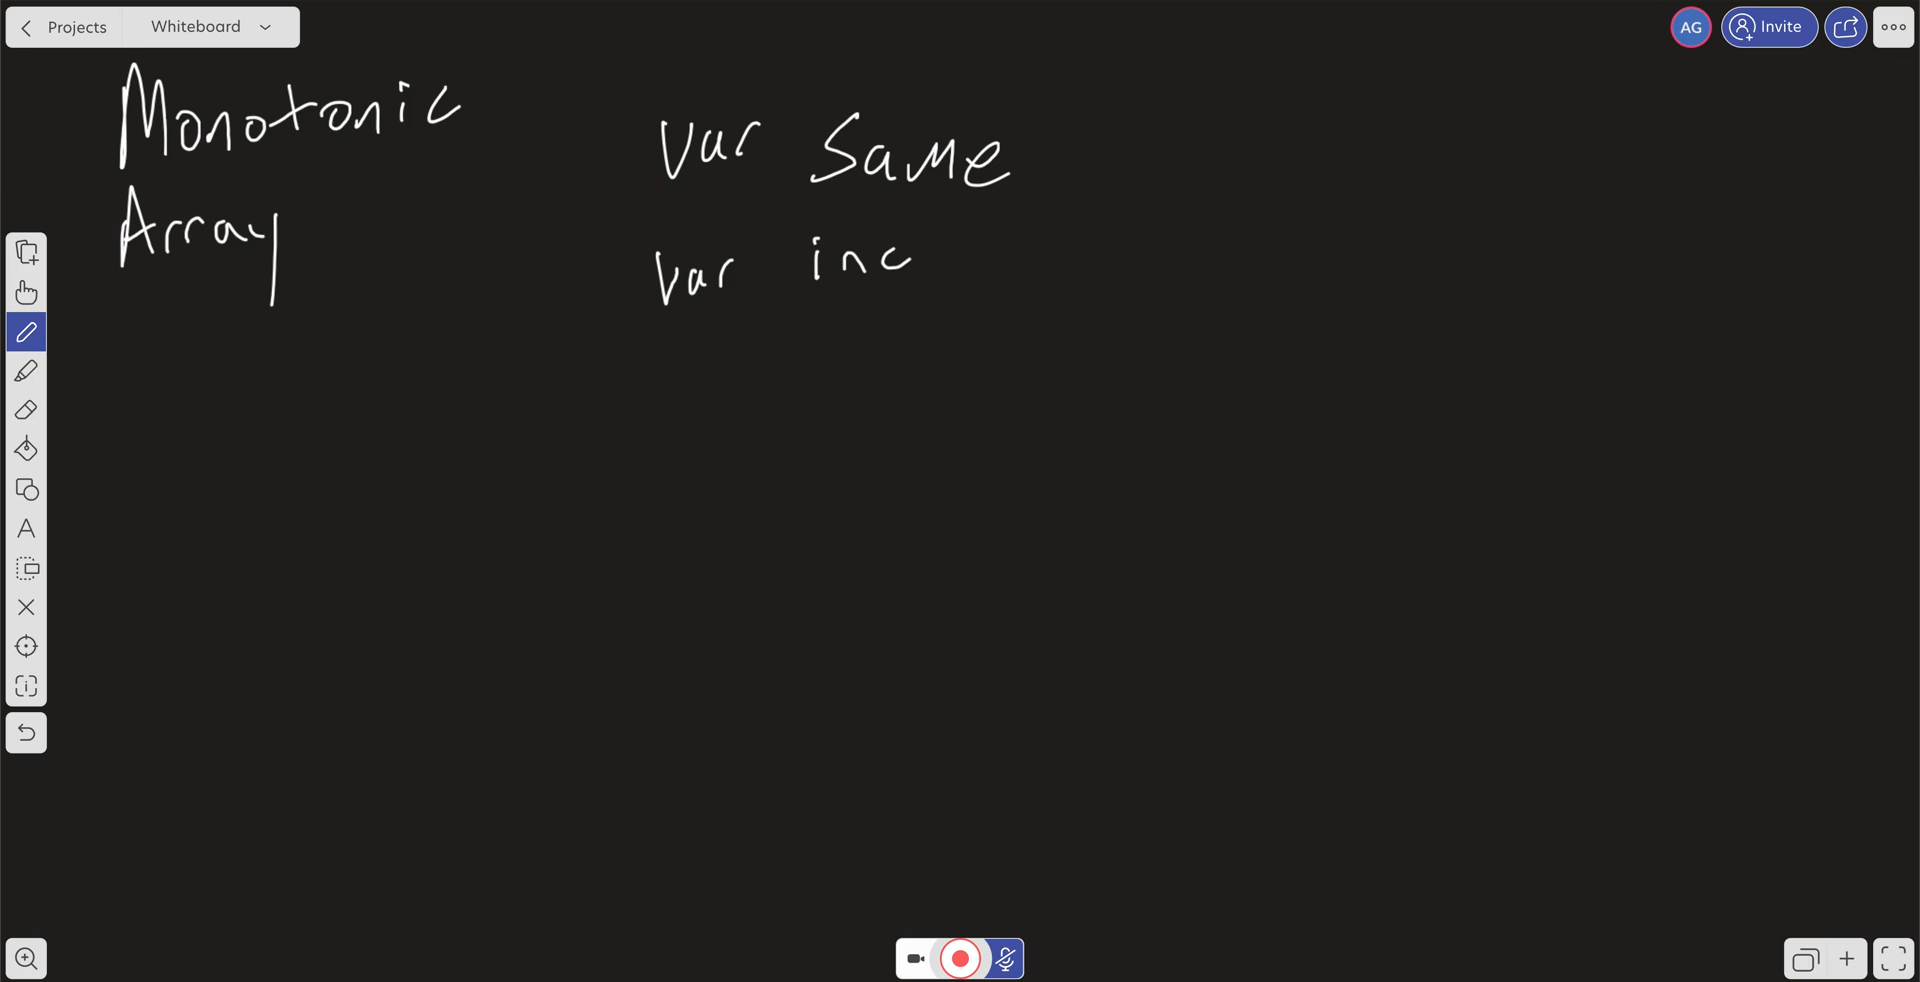 Projects Whiteboard
AG Invite
Monotonic
Array
var Same
var inc